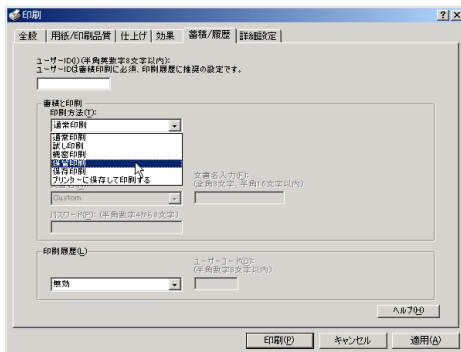 印刷
全般 用紙/印刷品質 仕上げ 効果 蓄積/履歴 詳細設定
ユーザーID(I)(半角英数字8文字以内):
ユーザーIDは蓄積印刷に必須、印刷履歴に推奨の設定です。
蓄積と印刷
印刷方法(T):
通常印刷
通常印刷
試し印刷
機密印刷
保留印刷
保存印刷
プリンターに保存して印刷する
文書名入力(F):
(全角8文字、半角16文字以内)
Custom
パスワード(P): (半角数字4から8文字)
印刷履歴(L)
ユーザーコード(C):
(半角数字8文字以内)
無効
ヘルプ(H)
印刷(P) キャンセル 適用(A)